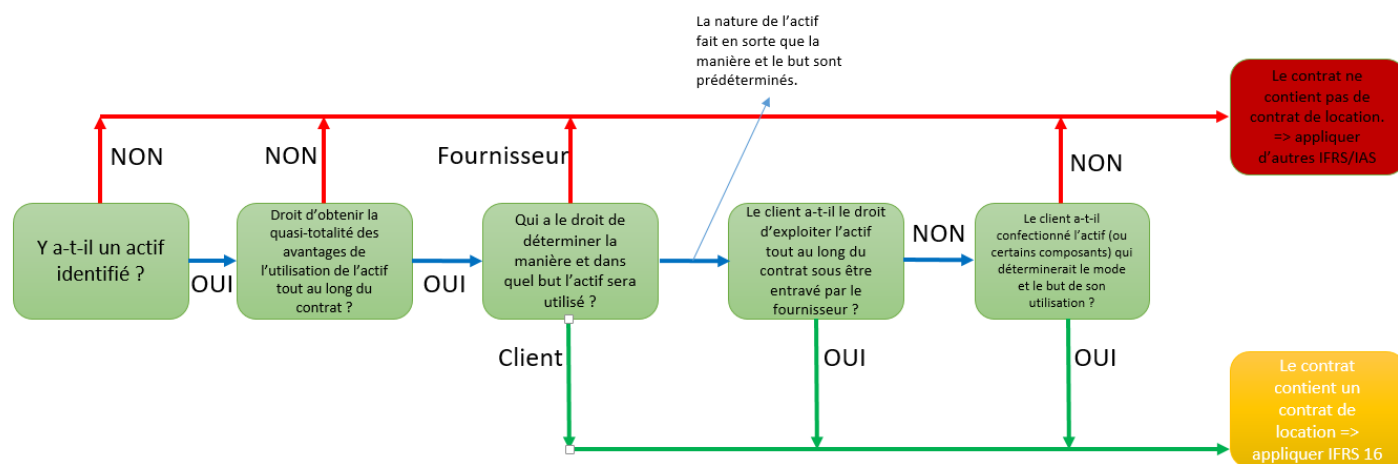 La nature de l'actif
fait en sorte que la
manière et le but sont
prédéterminés.
Le contrat ne
contient pas de
contrat de location.
=> appliquer
d'autres IFRS/IAS
NON
NON
Fournisseur
NON
Y a-t-il un actif
identifié ?
OUI
Droit d'obtenir la
quasi-totalité des
avantages de
l'utilisation de l'actif
tout au long du
contrat ?
OUI
Qui a le droit de
déterminer la
manière et dans
quel but l'actif sera
utilisé ?
Le client a-t-il le droit
d'exploiter l'actif
tout au long du
contrat sous être
entravé par le
fournisseur ?
NON
Le client a-t-il
confectionné l'actif (ou
certains composants) qui
déterminerait le mode
et le but de son
utilisation ?
Client
OUI
OUI
Le contrat
contient un
contrat de
location =>
appliquer IFRS 16